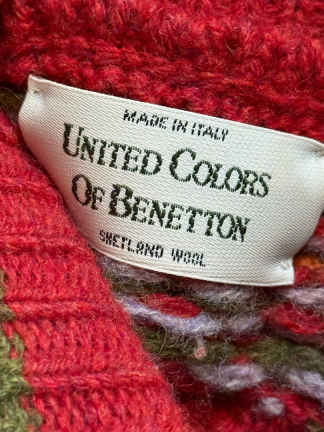 MADE IN ITALY
UNITED COLORS
OF BENETTON
SHETLAND WOOL